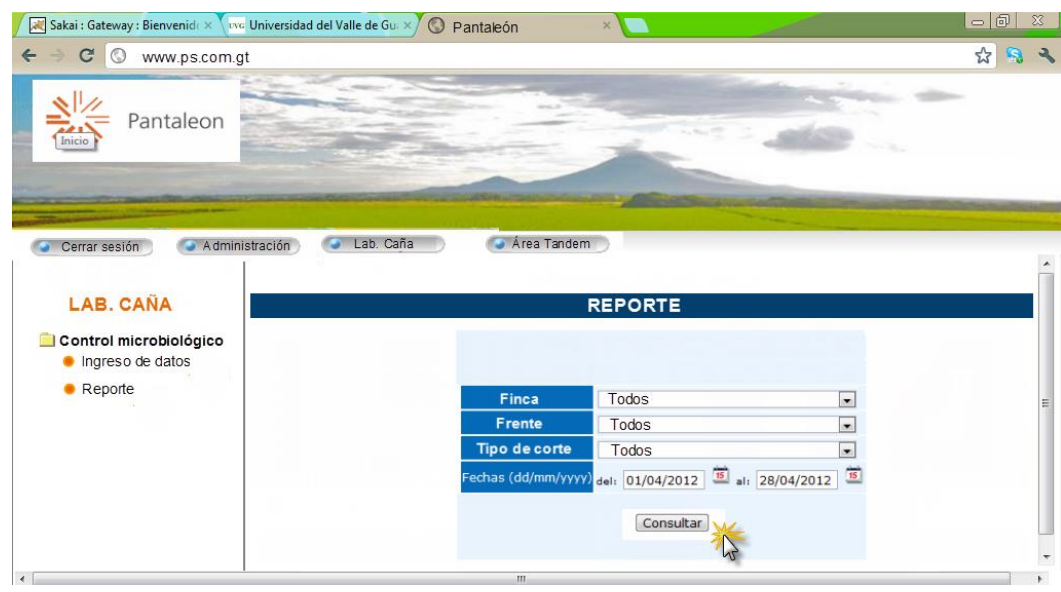 Sakai : Gateway : Bienvenid
UVG Universidad del Valle de Gu
Pantaleón
www.ps.com.gt
Pantaleon
Inicio
Cerrar sesión
Administración
Lab. Caña
Área Tandem
LAB. CAÑA
REPORTE
Control microbiológico
Ingreso de datos
Reporte
Finca Todos
Frente Todos
Tipo de corte Todos
Fechas (dd/mm/yyyy) del: 01/04/2012 15 al: 28/04/2012 15
Consultar